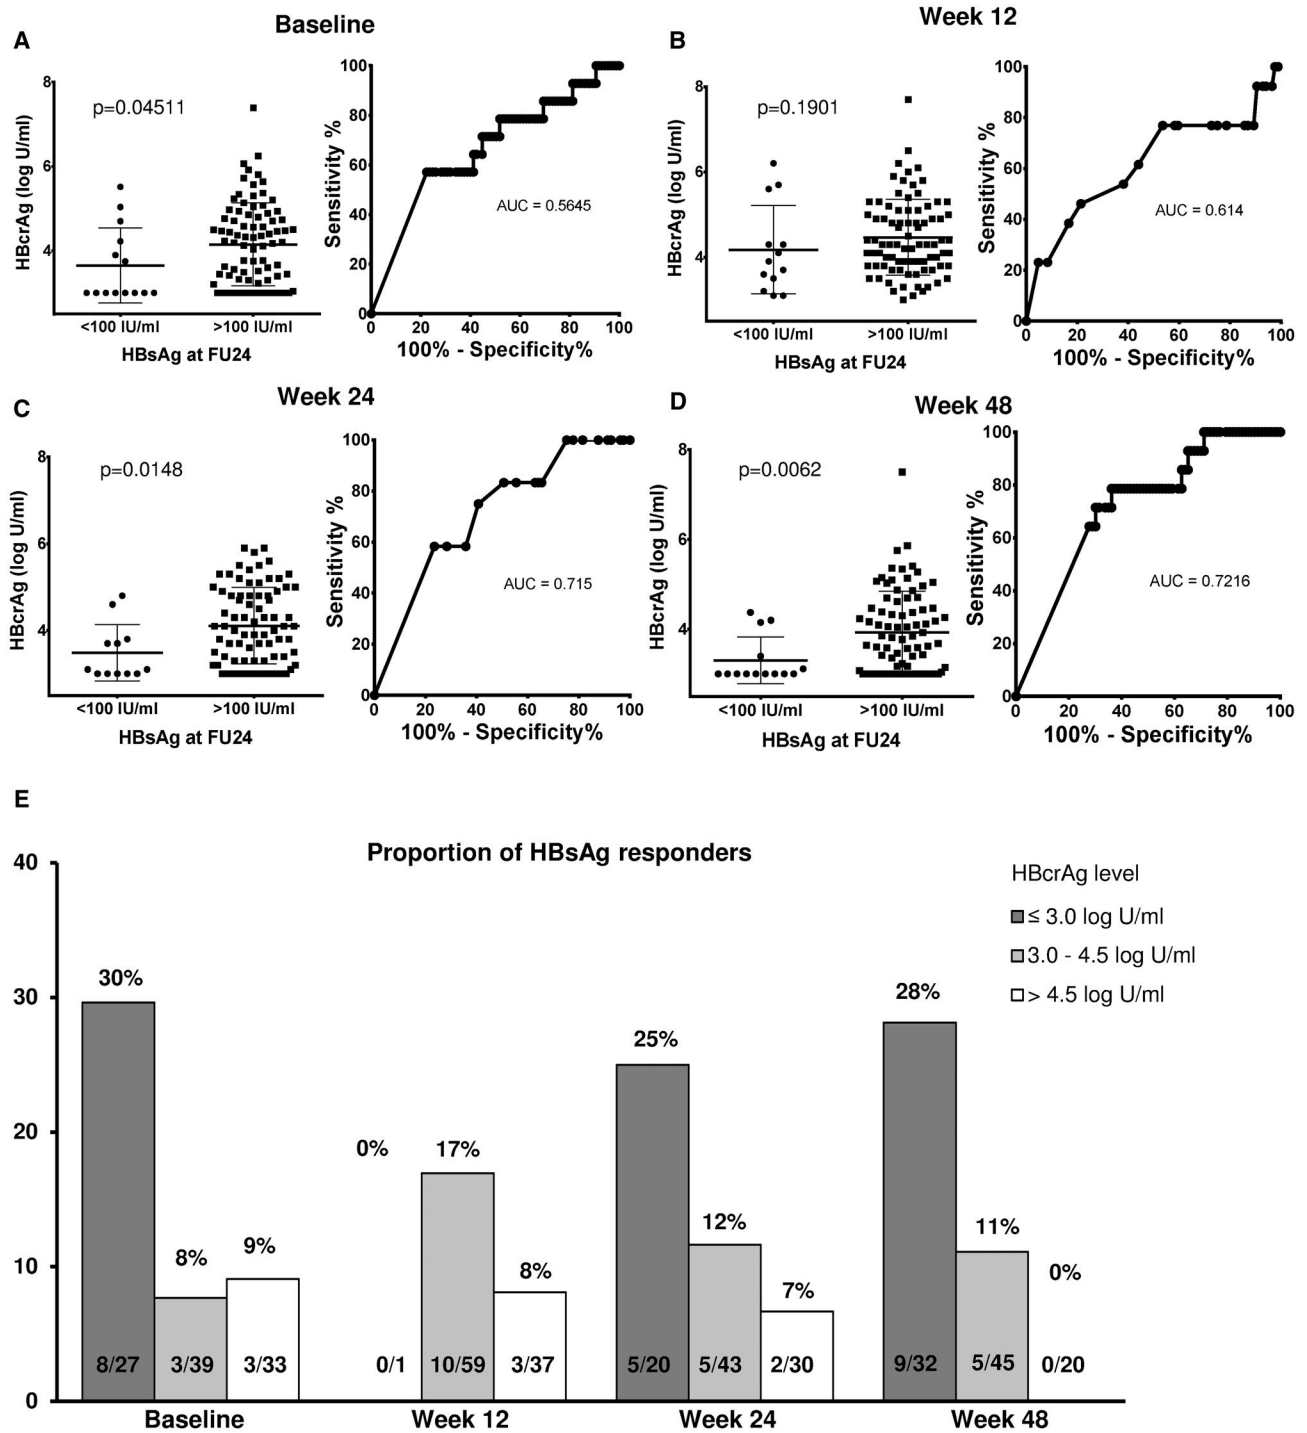 A
Baseline
8
6
4
HBcrAg (log U/ml)
p=0.04511
<100 IU/ml
>100 IU/ml
HBsAg at FU24
100
80
60
40
20
0
Sensitivity %
AUC = 0.5645
0 20 40 60 80 100
100% - Specificity%
B
Week 12
8
6
4
HBcrAg (log U/ml)
p=0.1901
<100 IU/ml
>100 IU/ml
HBsAg at FU24
100
80
60
40
20
0
Sensitivity %
AUC = 0.614
0 20 40 60 80 100
100% - Specificity%
C
Week 24
8
6
4
HBcrAg (log U/ml)
p=0.0148
<100 IU/ml
>100 IU/ml
HBsAg at FU24
100
80
60
40
20
0
Sensitivity %
AUC = 0.715
0 20 40 60 80 100
100% - Specificity%
D
Week 48
8
6
4
HBcrAg (log U/ml)
p=0.0062
<100 IU/ml
>100 IU/ml
HBsAg at FU24
100
80
60
40
20
0
Sensitivity %
AUC = 0.7216
0 20 40 60 80 100
100% - Specificity%
E
Proportion of HBsAg responders
HBcrAg level
≤ 3.0 log U/ml
3.0 - 4.5 log U/ml
> 4.5 log U/ml
40
30
20
10
0
30%
8%
9%
0%
17%
8%
25%
12%
7%
28%
11%
0%
8/27 3/39 3/33
0/1 10/59 3/37
5/20 5/43 2/30
9/32 5/45 0/20
Baseline
Week 12
Week 24
Week 48